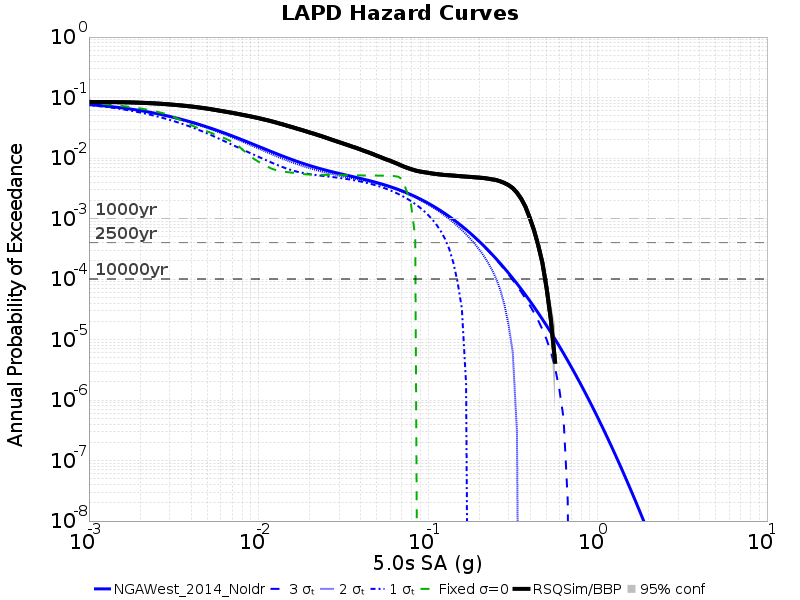 LAPD Hazard Curves
Annual Probability of Exceedance
10^0
10^-1
10^-2
10^-3
10^-4
10^-5
10^-6
10^-7
10^-8
1000yr
2500yr
10000yr
10^-3 10^-2 10^-1 10^0 10^1
5.0s SA (g)
NGAWest_2014_NoIdr 3 σₜ 2 σₜ 1 σₜ Fixed σ=0 RSQSim/BBP 95% conf